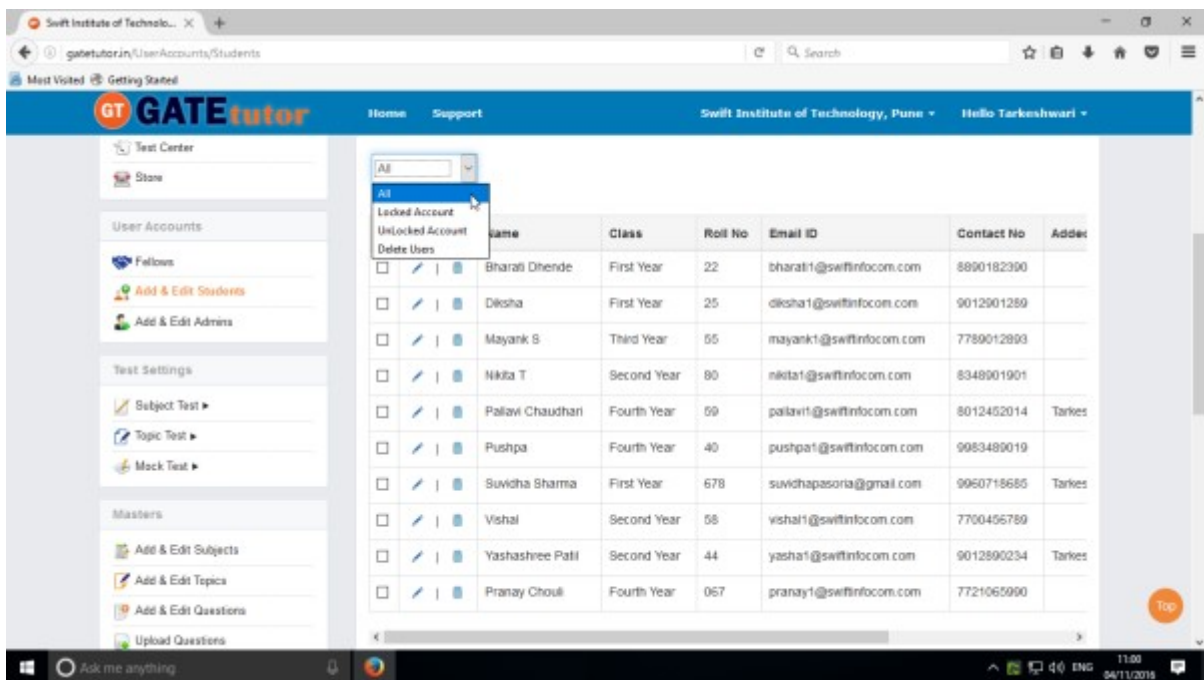 Swift Institute of Technolo...
gatetutor.in/UserAccounts/Students
Search
Most Visited Getting Started
GT GATEtutor
Home Support Swift Institute of Technology, Pune Hello Tarkeshwari
Test Center
Store
User Accounts
Fellows
Add & Edit Students
Add & Edit Admins
Test Settings
Subject Test
Topic Test
Mock Test
Masters
Add & Edit Subjects
Add & Edit Topics
Add & Edit Questions
Upload Questions
All
All
Locked Account
UnLocked Account
Delete Users
Name Class Roll No Email ID Contact No Added
Bharati Dhende First Year 22 bharati1@swiftinfocom.com 8890182390
Diksha First Year 25 diksha1@swiftinfocom.com 9012901289
Mayank S Third Year 55 mayank1@swiftinfocom.com 7789012893
Nikita T Second Year 80 nikita1@swiftinfocom.com 8348901901
Pallavi Chaudhari Fourth Year 59 pallavi1@swiftinfocom.com 8012452014 Tarkes
Pushpa Fourth Year 40 pushpa1@swiftinfocom.com 9983489019
Suvidha Sharma First Year 678 suvidhapasoria@gmail.com 9960718685 Tarkes
Vishal Second Year 58 vishal1@swiftinfocom.com 7700456789
Yashashree Patil Second Year 44 yasha1@swiftinfocom.com 9012890234 Tarkes
Pranay Chouli Fourth Year 067 pranay1@swiftinfocom.com 7721065990
Top
Ask me anything
ENG
11:00
04/11/2016